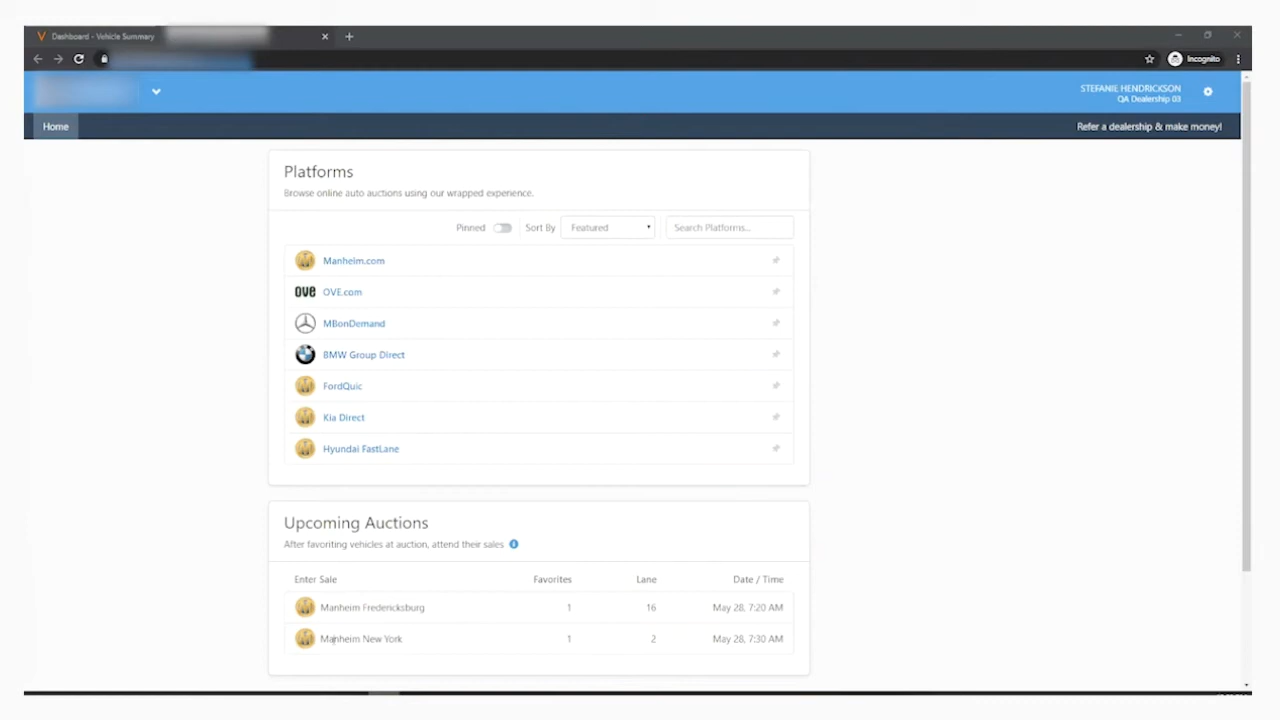 Dashboard - Vehicle Summary
Incognito
STEFANIE HENDRICKSON
QA Dealership 03
Home
Refer a dealership & make money!
Platforms
Browse online auto auctions using our wrapped experience.
Pinned Sort By Featured Search Platforms...
Manheim.com
OVE OVE.com
MBonDemand
BMW Group Direct
FordQuic
Kia Direct
Hyundai FastLane
Upcoming Auctions
After favoriting vehicles at auction, attend their sales
Enter Sale Favorites Lane Date / Time
Manheim Fredericksburg 1 16 May 28, 7:20 AM
Manheim New York 1 2 May 28, 7:30 AM